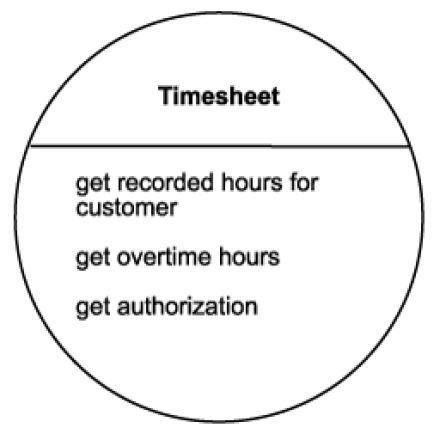 Timesheet
get recorded hours for
customer
get overtime hours
get authorization